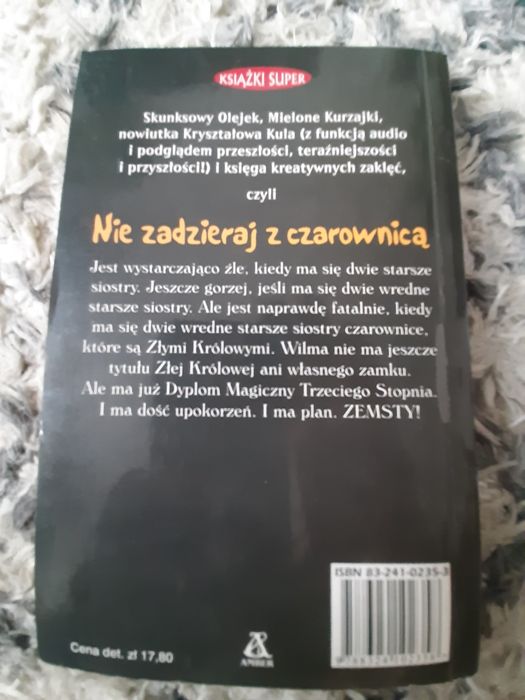 KSIĄŻKI SUPER
Skunksowy Olejek, Mielone Kurzajki,
nowiutka Kryształowa Kula (z funkcją audio
i podglądem przeszłości, teraźniejszości
i przyszłości!) i księga kreatywnych zaklęć,
czyli
Nie zadzieraj z czarownicą
Jest wystarczająco źle, kiedy ma się dwie starsze
siostry. Jeszcze gorzej, jeśli ma się dwie wredne
starsze siostry. Ale jest naprawdę fatalnie, kiedy
ma się dwie wredne starsze siostry czarownice,
które są Złymi Królowymi. Wilma nie ma jeszcze
tytułu Złej Królowej ani własnego zamku.
Ale ma już Dyplom Magiczny Trzeciego Stopnia.
I ma dość upokorzeń. I ma plan. ZEMSTY!
ISBN 83-241-0235-3
Cena det. zł 17,80
AMBER